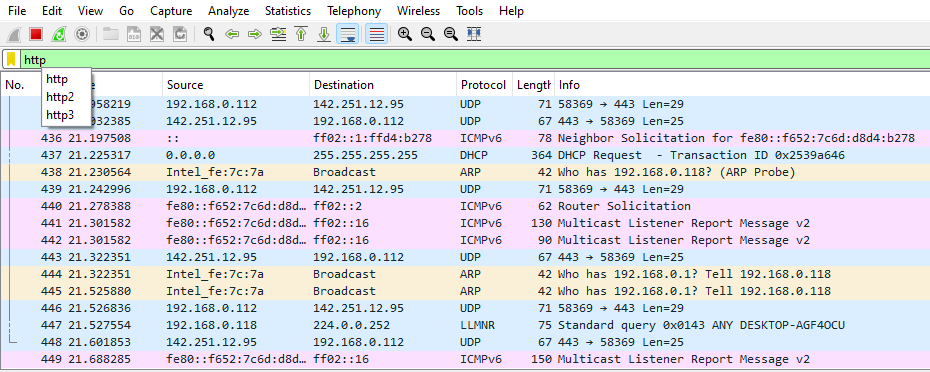 File Edit View Go Capture Analyze Statistics Telephony Wireless Tools Help
http
http
http2
http3
No. e Source Destination Protocol Length Info
958219 192.168.0.112 142.251.12.95 UDP 71 58369 → 443 Len=29
032385 142.251.12.95 192.168.0.112 UDP 67 443 → 58369 Len=25
436 21.197508 :: ff02::1:ffd4:b278 ICMPv6 78 Neighbor Solicitation for fe80::f652:7c6d:d8d4:b278
437 21.225317 0.0.0.0 255.255.255.255 DHCP 364 DHCP Request - Transaction ID 0x2539a646
438 21.230564 Intel_fe:7c:7a Broadcast ARP 42 Who has 192.168.0.118? (ARP Probe)
439 21.242996 192.168.0.112 142.251.12.95 UDP 71 58369 → 443 Len=29
440 21.278388 fe80::f652:7c6d:d8d… ff02::2 ICMPv6 62 Router Solicitation
441 21.301582 fe80::f652:7c6d:d8d… ff02::16 ICMPv6 130 Multicast Listener Report Message v2
442 21.301582 fe80::f652:7c6d:d8d… ff02::16 ICMPv6 90 Multicast Listener Report Message v2
443 21.322351 142.251.12.95 192.168.0.112 UDP 67 443 → 58369 Len=25
444 21.322351 Intel_fe:7c:7a Broadcast ARP 42 Who has 192.168.0.1? Tell 192.168.0.118
445 21.525880 Intel_fe:7c:7a Broadcast ARP 42 Who has 192.168.0.1? Tell 192.168.0.118
446 21.526808 192.168.0.112 142.251.12.95 UDP 71 58369 → 443 Len=29
447 21.527554 192.168.0.118 224.0.0.252 LLMNR 75 Standard query 0x0143 ANY DESKTOP-AGF4OCU
448 21.601853 142.251.12.95 192.168.0.112 UDP 67 443 → 58369 Len=25
449 21.688285 fe80::f652:7c6d:d8d… ff02::16 ICMPv6 150 Multicast Listener Report Message v2